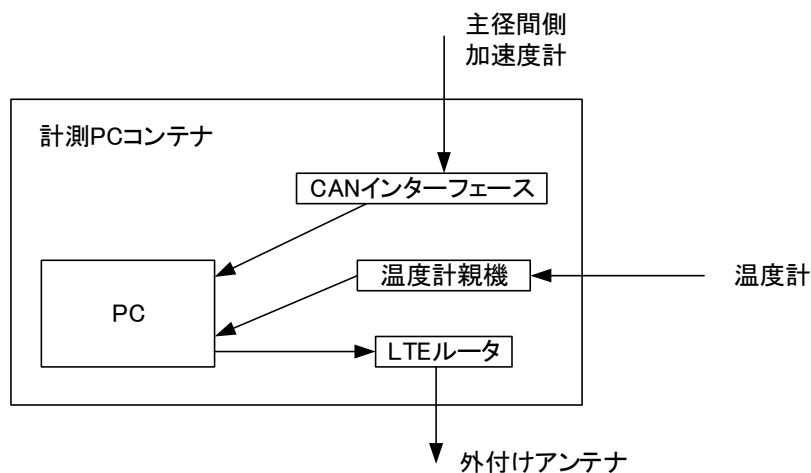 主径間側
加速度計
計測PCコンテナ
CANインターフェース
温度計親機
温度計
PC
LTEルータ
外付けアンテナ